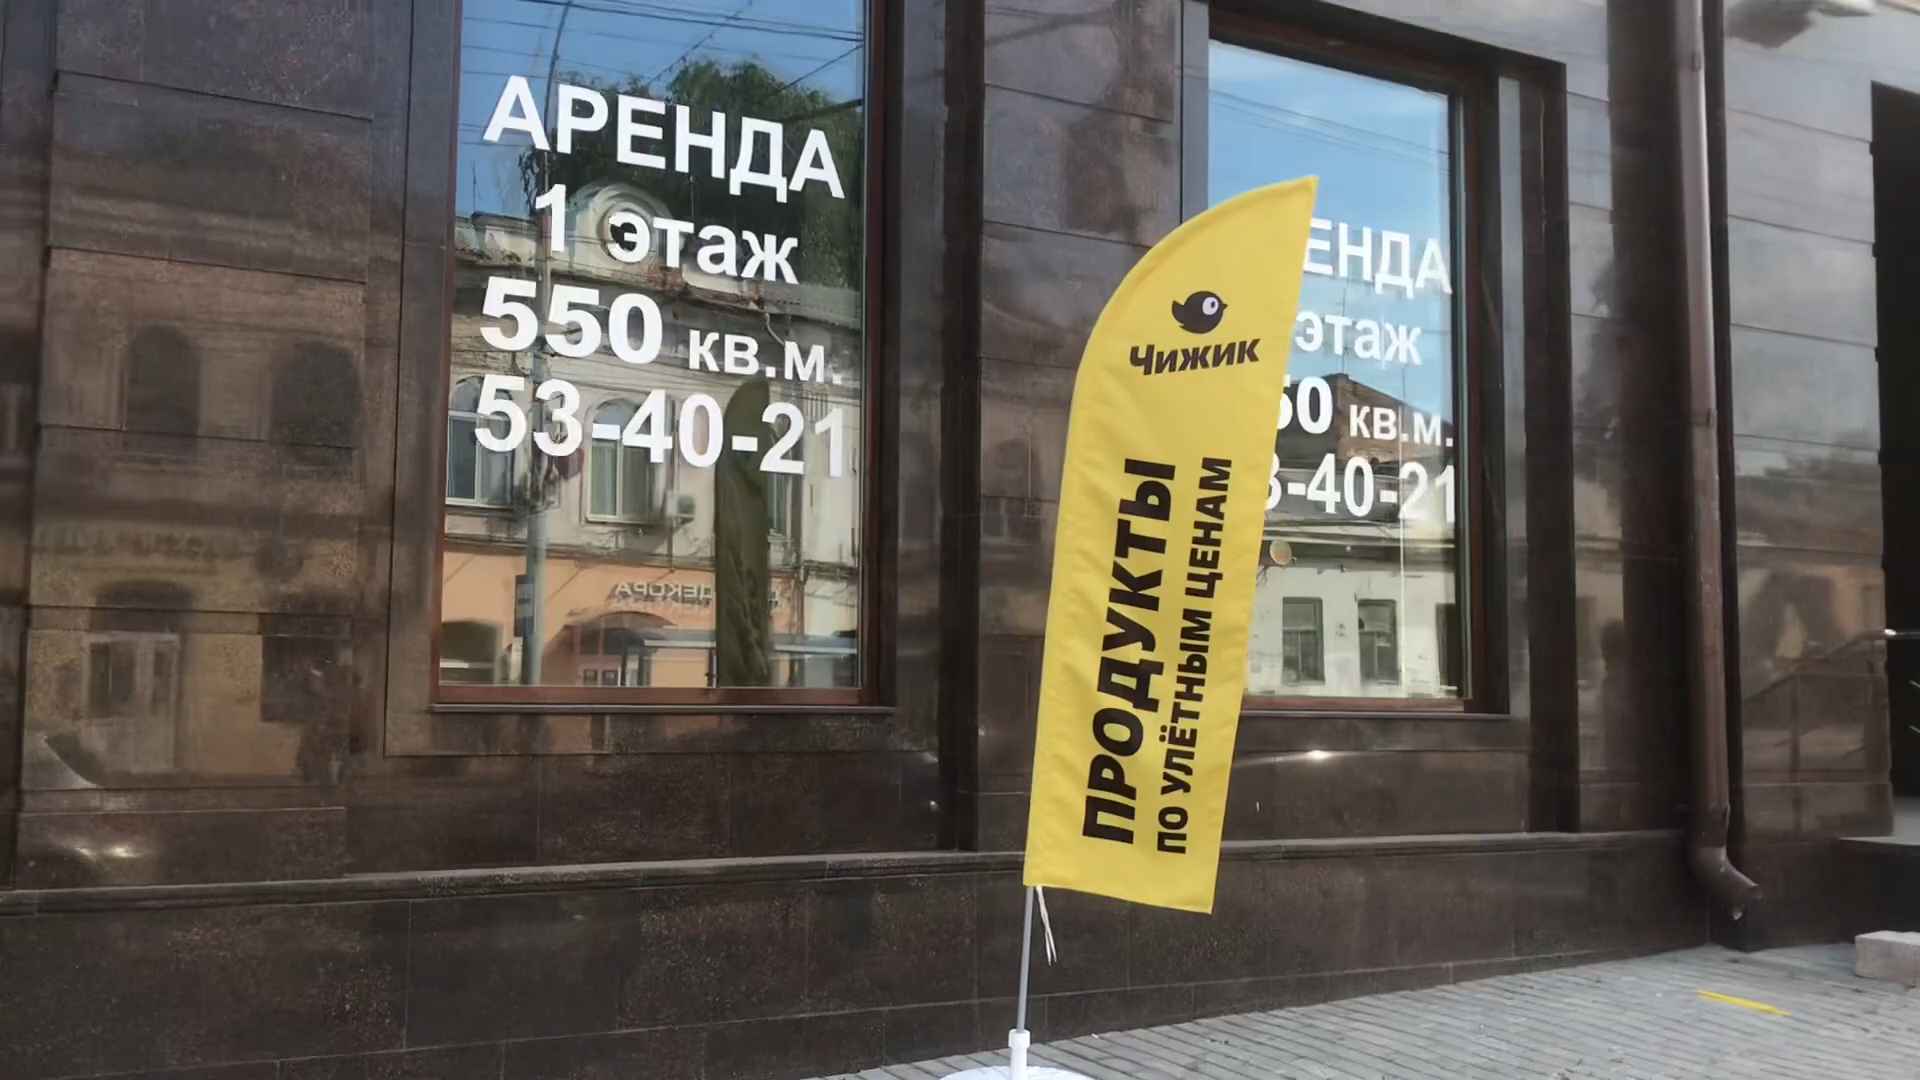 АРЕНДА
1 этаж
550 кв.м.
53-40-21
Чижик
ПРОДУКТЫ
ПО УЛЁТНЫМ ЦЕНАМ
ЕНДА
этаж
50 кв.м.
3-40-21
ДЕКОРА